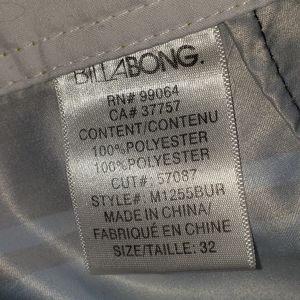 BILLABONG.
RN# 99064
CA# 37757
CONTENT/CONTENU
100%POLYESTER
100%POLYESTER
CUT#: 57087
STYLE#: M1255BUR
MADE IN CHINA/
FABRIQUÉ EN CHINE
SIZE/TAILLE: 32